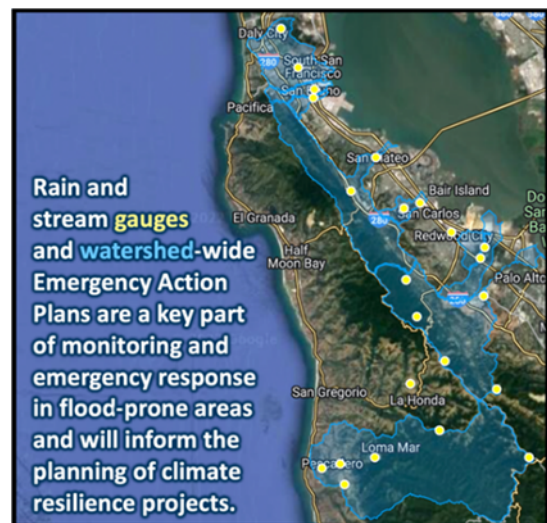 Daly City
280
South San
Francisco
San Bruno
Pacifica
San Mateo
Bair Island
San Carlos
El Granada
280
Redwood City
Half
Moon Bay
Palo Alto
San Gregorio
La Honda
Loma Mar
Pescadero
Rain and
stream gauges
and watershed-wide
Emergency Action
Plans are a key part
of monitoring and
emergency response
in flood-prone areas
and will inform the
planning of climate
resilience projects.